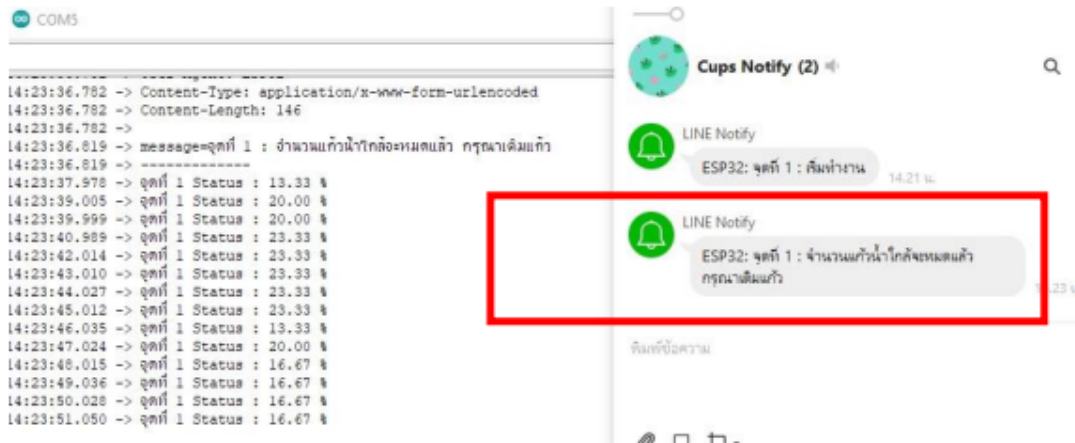 COM5
14:23:36.782 -> Content-Type: application/x-www-form-urlencoded
14:23:36.782 -> Content-Length: 146
14:23:36.782 ->
14:23:36.819 -> message=จุดที่ 1 : จำนวนแก้วน้ำใกล้จะหมดแล้ว กรุณาเติมแก้ว
14:23:36.819 -> -------------
14:23:37.978 -> จุดที่ 1 Status : 13.33 %
14:23:39.005 -> จุดที่ 1 Status : 20.00 %
14:23:39.999 -> จุดที่ 1 Status : 20.00 %
14:23:40.989 -> จุดที่ 1 Status : 23.33 %
14:23:42.014 -> จุดที่ 1 Status : 23.33 %
14:23:43.010 -> จุดที่ 1 Status : 23.33 %
14:23:44.027 -> จุดที่ 1 Status : 23.33 %
14:23:45.012 -> จุดที่ 1 Status : 23.33 %
14:23:46.035 -> จุดที่ 1 Status : 13.33 %
14:23:47.024 -> จุดที่ 1 Status : 20.00 %
14:23:48.015 -> จุดที่ 1 Status : 16.67 %
14:23:49.036 -> จุดที่ 1 Status : 16.67 %
14:23:50.028 -> จุดที่ 1 Status : 16.67 %
14:23:51.050 -> จุดที่ 1 Status : 16.67 %
Cups Notify (2)
LINE Notify
ESP32: จุดที่ 1 : เริ่มทำงาน
14.21 น.
LINE Notify
ESP32: จุดที่ 1 : จำนวนแก้วน้ำใกล้จะหมดแล้ว
กรุณาเติมแก้ว
พิมพ์ข้อความ